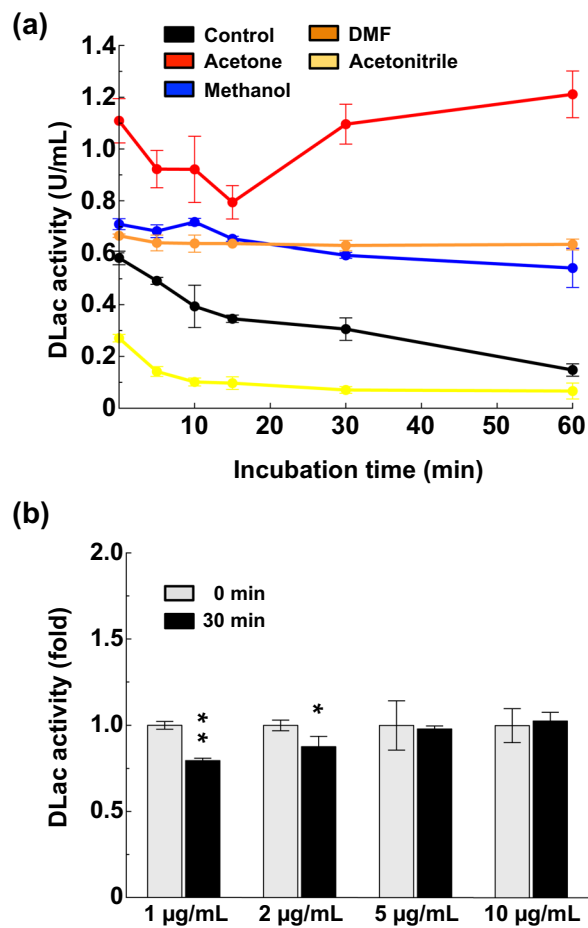 (a)
Control
DMF
Acetone
Acetonitrile
Methanol
DLac activity (U/mL)
1.4
1.2
1.0
0.8
0.6
0.4
0.2
0
10
20
30
40
50
60
Incubation time (min)
(b)
DLac activity (fold)
2.0
1.5
1.0
0.5
0
0 min
30 min
*
*
*
1 µg/mL
2 µg/mL
5 µg/mL
10 µg/mL